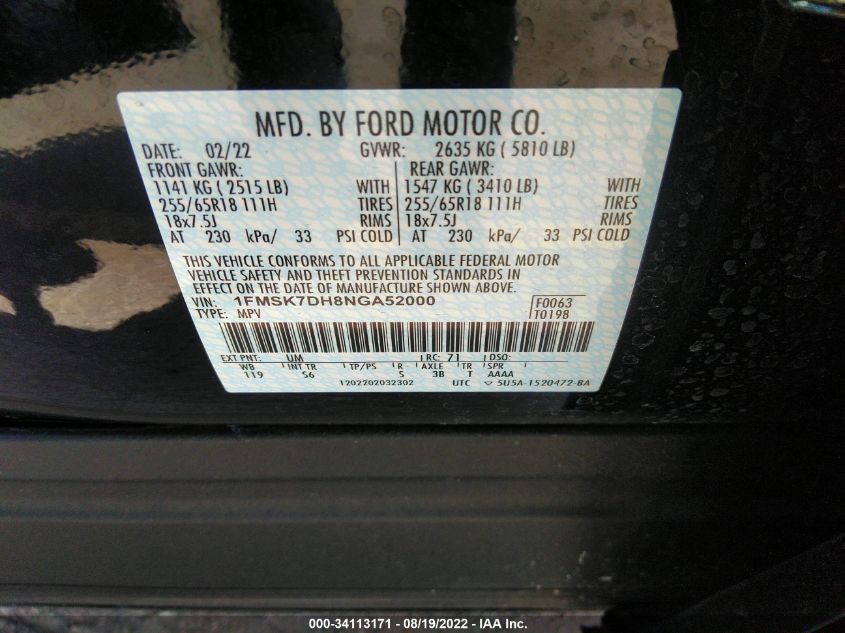 MFD. BY FORD MOTOR CO.
DATE: 02/22 GVWR: 2635 KG ( 5810 LB)
FRONT GAWR: REAR GAWR:
1141 KG ( 2515 LB) WITH 1547 KG ( 3410 LB) WITH
255/65R18 111H TIRES 255/65R18 111H TIRES
18x7.5J RIMS 18x7.5J RIMS
AT 230 kPa/ 33 PSI COLD AT 230 kPa/ 33 PSI COLD
THIS VEHICLE CONFORMS TO ALL APPLICABLE FEDERAL MOTOR
VEHICLE SAFETY AND THEFT PREVENTION STANDARDS IN
EFFECT ON THE DATE OF MANUFACTURE SHOWN ABOVE.
VIN: 1FMSK7DH8NGA52000 F0063
TYPE: MPV T0198
EXT PNT: UM RC: 71 DSO:
WB INT TR TP/PS R AXLE TR SPR
119 S6 S 3B T AAAA
1202202032302 UTC ▽ 5U5A-1520472-BA
000-34113171 - 08/19/2022 - IAA Inc.